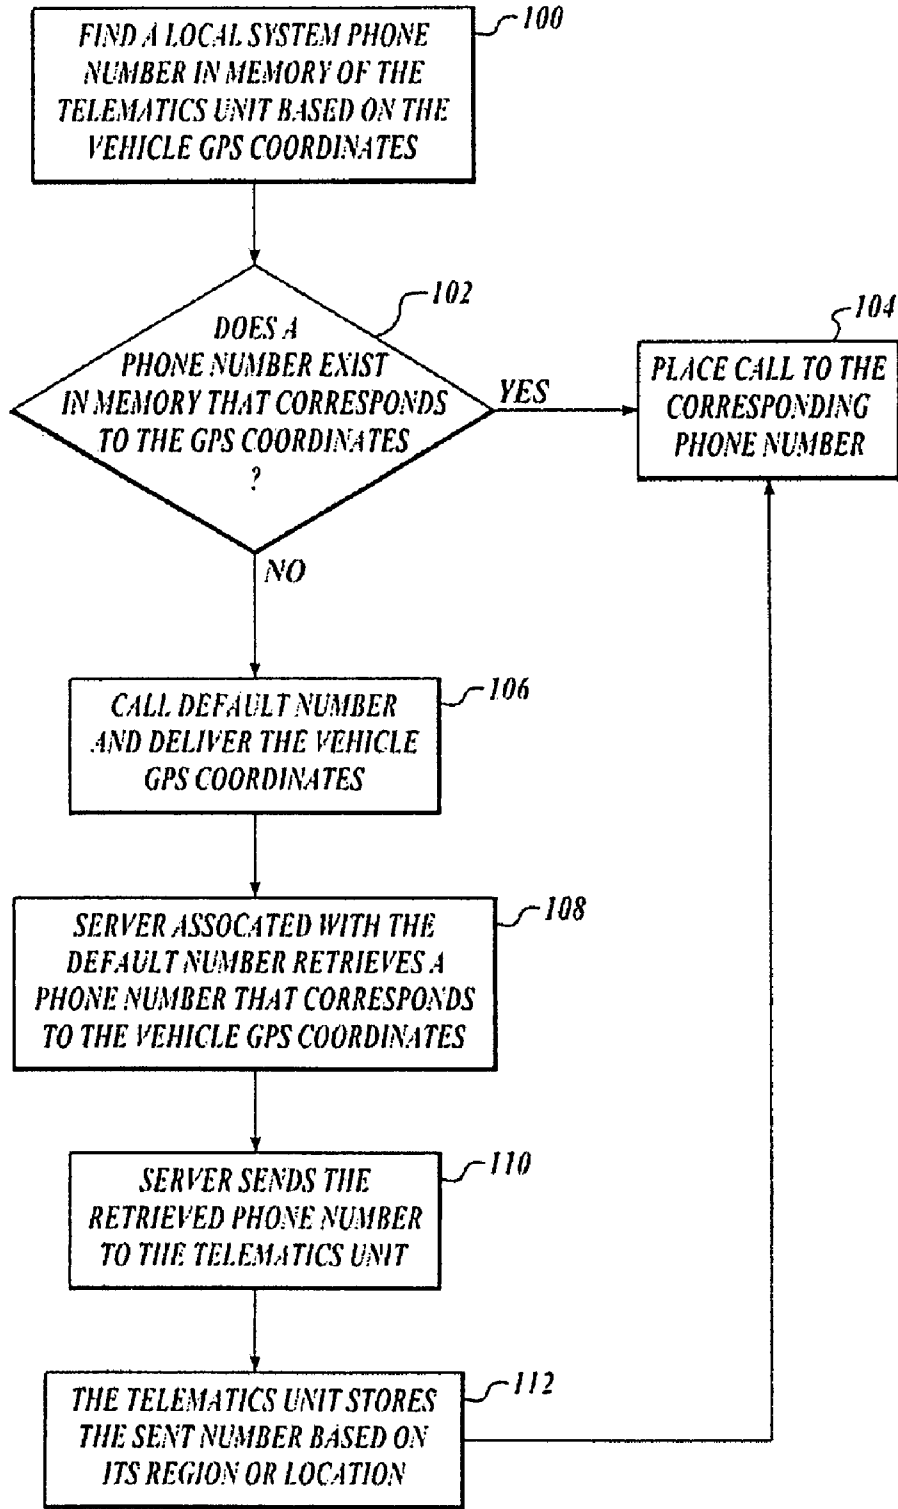 100
FIND A LOCAL SYSTEM PHONE
NUMBER IN MEMORY OF THE
TELEMATICS UNIT BASED ON THE
VEHICLE GPS COORDINATES
102
DOES A
PHONE NUMBER EXIST
IN MEMORY THAT CORRESPONDS
TO THE GPS COORDINATES
?
YES
104
PLACE CALL TO THE
CORRESPONDING
PHONE NUMBER
NO
106
CALL DEFAULT NUMBER
AND DELIVER THE VEHICLE
GPS COORDINATES
108
SERVER ASSOCATED WITH THE
DEFAULT NUMBER RETRIEVES A
PHONE NUMBER THAT CORRESPONDS
TO THE VEHICLE GPS COORDINATES
110
SERVER SENDS THE
RETRIEVED PHONE NUMBER
TO THE TELEMATICS UNIT
112
THE TELEMATICS UNIT STORES
THE SENT NUMBER BASED ON
ITS REGION OR LOCATION